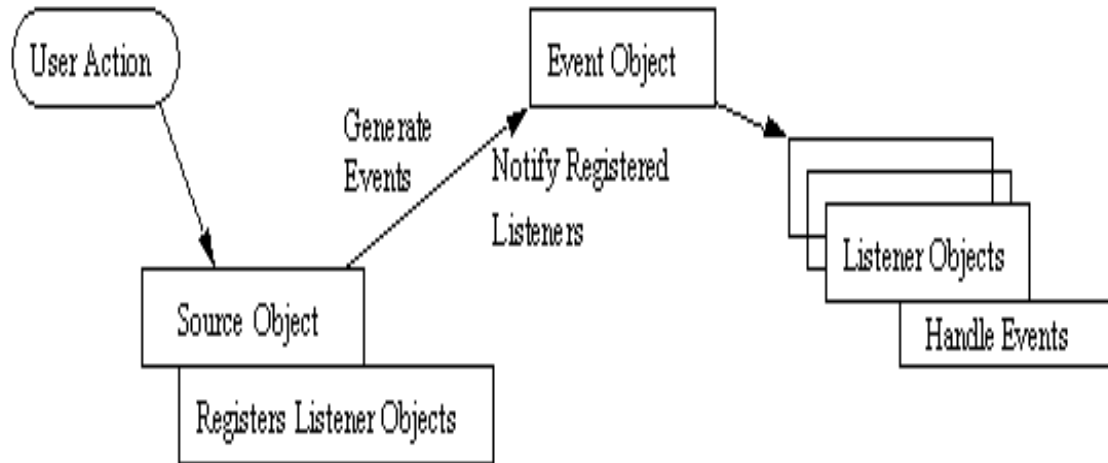 User Action
Event Object
Generate
Events
Notify Registered
Listeners
Listener Objects
Source Object
Handle Events
Registers Listener Objects